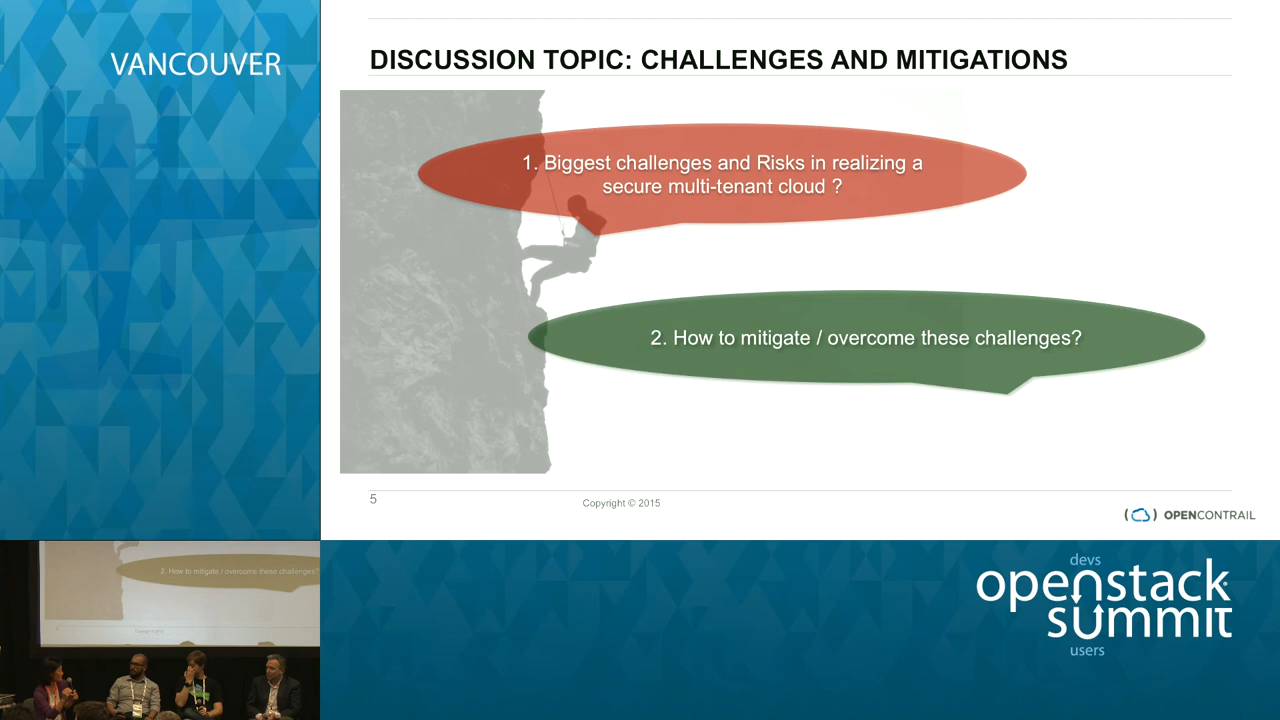 VANCOUVER
DISCUSSION TOPIC: CHALLENGES AND MITIGATIONS
1. Biggest challenges and Risks in realizing a
secure multi-tenant cloud ?
2. How to mitigate / overcome these challenges?
5
Copyright © 2015
OPENCONTRAIL
2. How to mitigate / overcome these challenges?
devs
openstack
summit
users